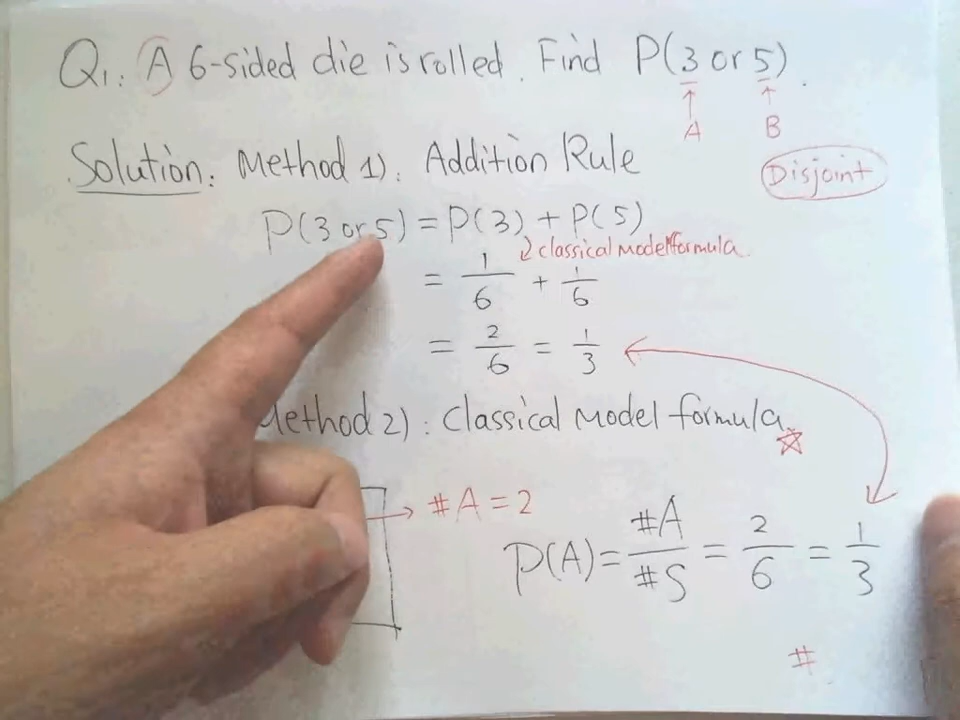 Q1: A 6-sided die is rolled. Find P(3 or 5).
A B
Solution: Method 1): Addition Rule
Disjoint
P(3 or 5) = P(3) + P(5)
classical model formula
= 1/6 + 1/6
= 2/6 = 1/3
Method 2): Classical Model formula
#A = 2
P(A) = #A/#S = 2/6 = 1/3
#